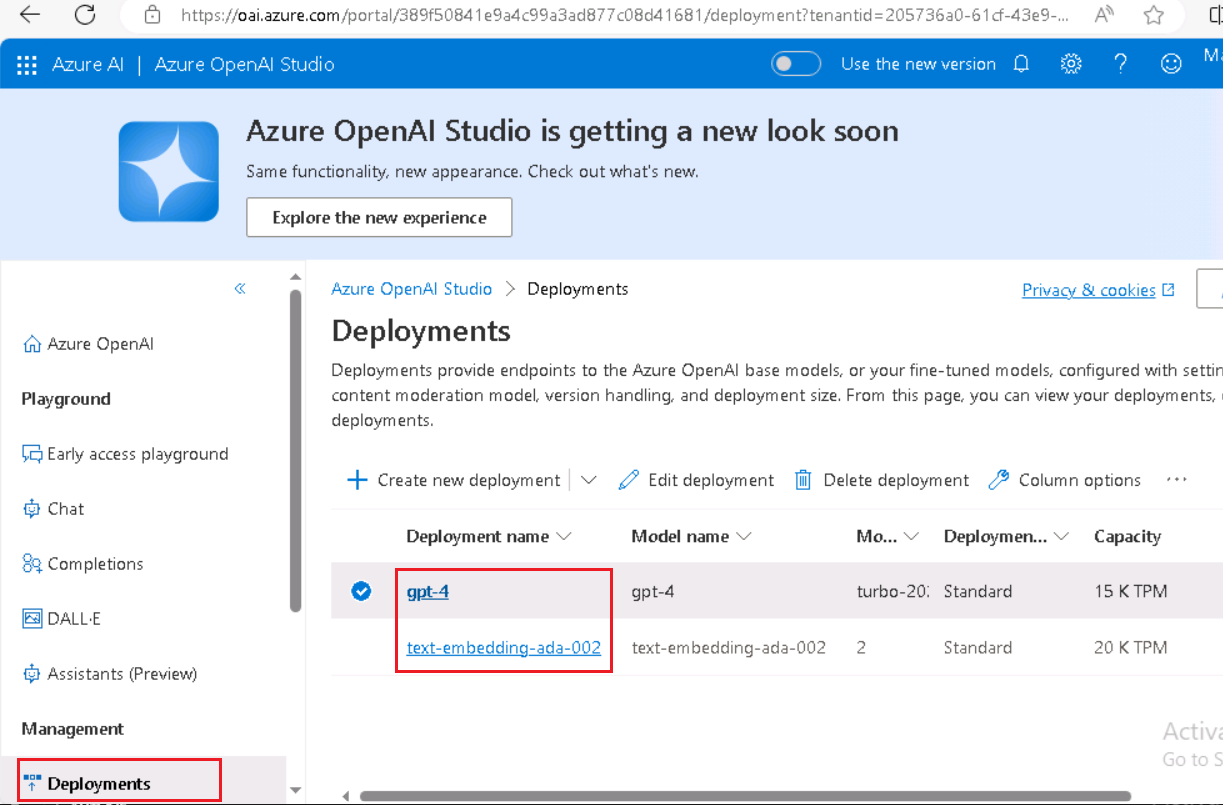 https://oai.azure.com/portal/389f50841e9a4c99a3ad877c08d41681/deployment?tenantid=205736a0-61cf-43e9-...
Azure AI | Azure OpenAI Studio
Use the new version
Ma
Azure OpenAI Studio is getting a new look soon
Same functionality, new appearance. Check out what's new.
Explore the new experience
Azure OpenAI
Playground
Early access playground
Chat
Completions
DALL·E
Assistants (Preview)
Management
Deployments
Azure OpenAI Studio > Deployments
Privacy & cookies
Deployments
Deployments provide endpoints to the Azure OpenAI base models, or your fine-tuned models, configured with settin
content moderation model, version handling, and deployment size. From this page, you can view your deployments,
deployments.
Create new deployment Edit deployment Delete deployment Column options ...
Deployment name Model name Mo... Deploymen... Capacity
gpt-4 gpt-4 turbo-202 Standard 15 K TPM
text-embedding-ada-002 text-embedding-ada-002 2 Standard 20 K TPM
Activa
Go to S